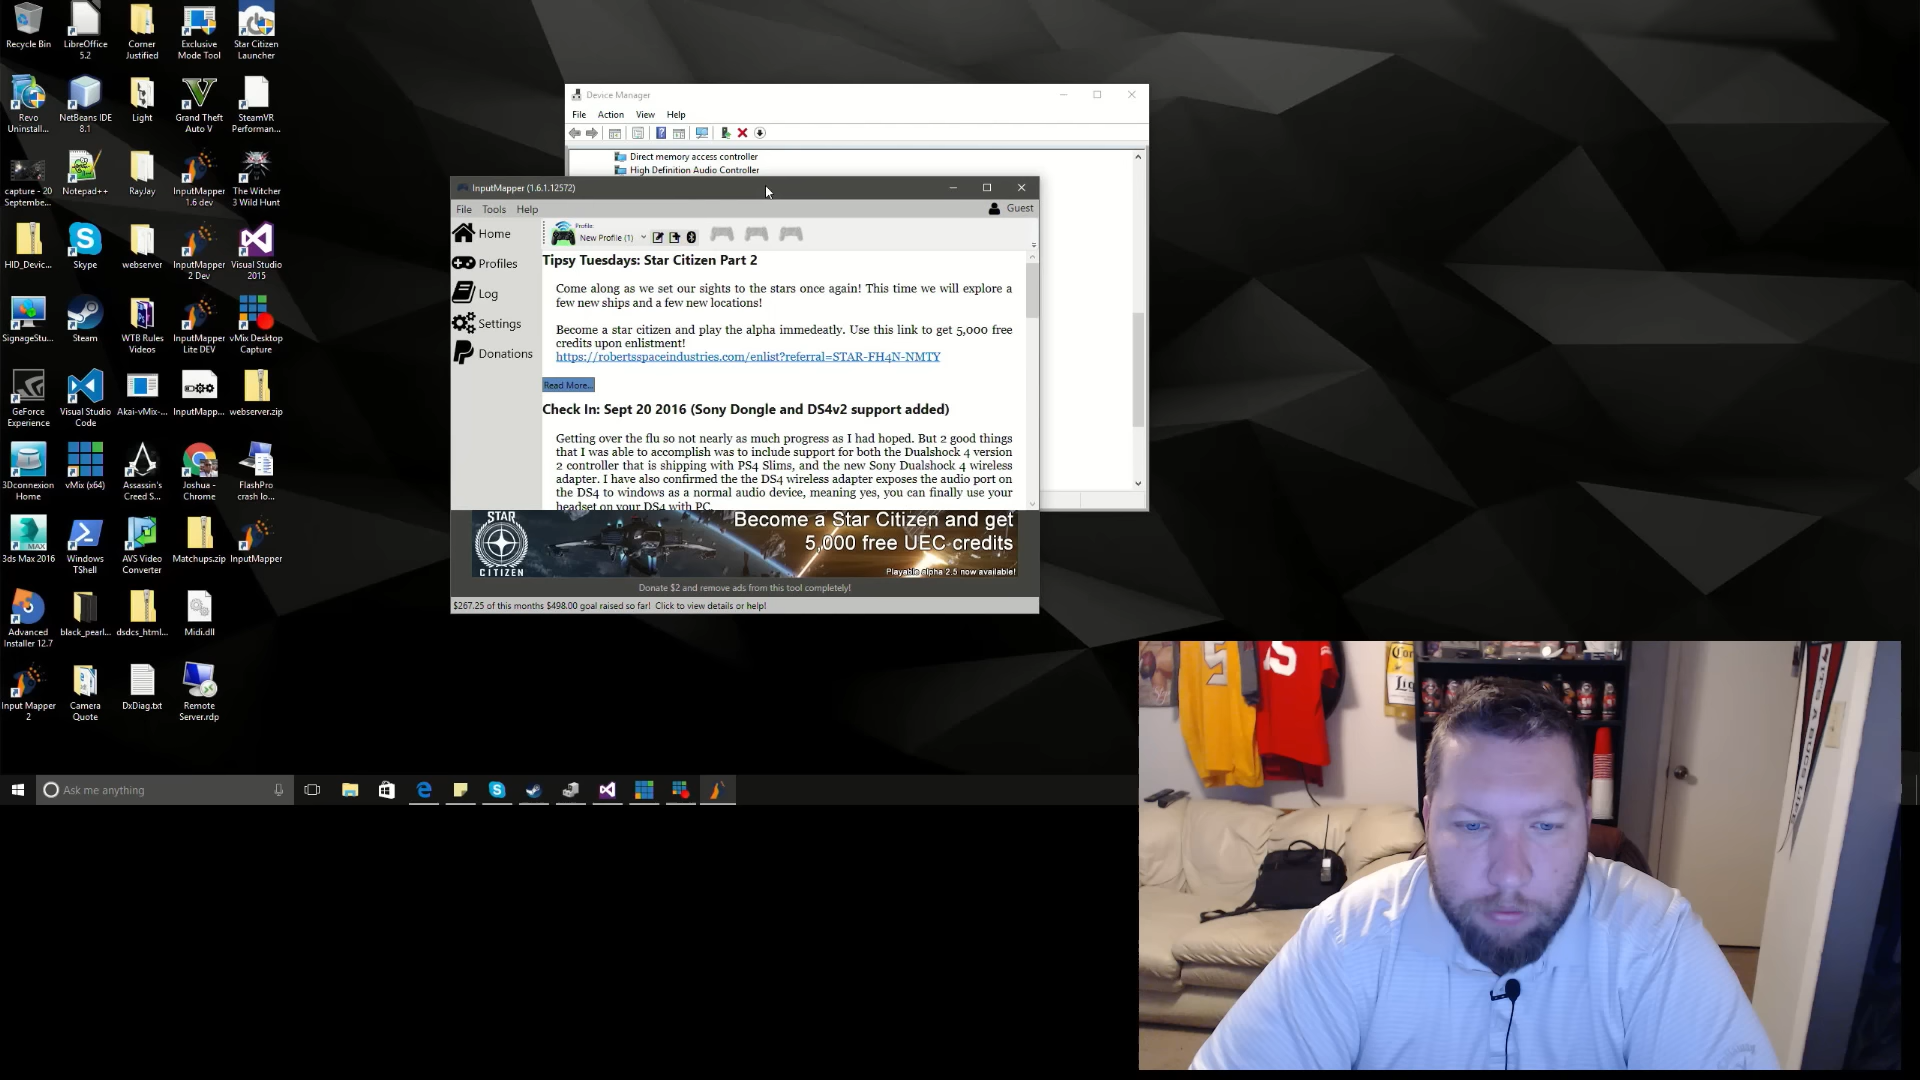 Recycle Bin
LibreOffice 5.2
Corner Justified
Exclusive Mode Tool
Star Citizen Launcher
Revo Uninstall...
NetBeans IDE 8.1
Light
Grand Theft Auto V
SteamVR Performan...
capture - 20 Septembe...
Notepad++
RayJay
InputMapper 1.6 dev
The Witcher 3 Wild Hunt
HID_Devic...
Skype
webserver
InputMapper 2 Dev
Visual Studio 2015
SignageStu...
Steam
WTB Rules Videos
InputMapper Lite DEV
vMix Desktop Capture
GeForce Experience
Visual Studio Code
Akai-vMix-...
InputMapp...
webserver.zip
3Dconnexion Home
vMix (x64)
Assassin's Creed S...
Joshua - Chrome
FlashPro crash lo...
3ds Max 2016
Windows TShell
AVS Video Converter
Matchups.zip
InputMapper
Advanced Installer 12.7
black_pearl...
dsdcs_html...
Midi.dll
Input Mapper 2
Camera Quote
DxDiag.txt
Remote Server.rdp
Device Manager
File Action View Help
Direct memory access controller
High Definition Audio Controller
InputMapper (1.6.1.12572)
File Tools Help
Guest
Home
Profiles
Log
Settings
Donations
Profile:
New Profile (1)
Tipsy Tuesdays: Star Citizen Part 2
Come along as we set our sights to the stars once again! This time we will explore a
few new ships and a few new locations!
Become a star citizen and play the alpha immedeatly. Use this link to get 5,000 free
credits upon enlistment!
https://robertsspaceindustries.com/enlist?referral=STAR-FH4N-NMTY
Read More...
Check In: Sept 20 2016 (Sony Dongle and DS4v2 support added)
Getting over the flu so not nearly as much progress as I had hoped. But 2 good things
that I was able to accomplish was to include support for both the Dualshock 4 version
2 controller that is shipping with PS4 Slims, and the new Sony Dualshock 4 wireless
adapter. I have also confirmed the the DS4 wireless adapter exposes the audio port on
the DS4 to windows as a normal audio device, meaning yes, you can finally use your
headset on your DS4 with PC.
STAR
CITIZEN
Become a Star Citizen and get
5,000 free UEC credits
Playable alpha 2.5 now available!
Donate $2 and remove ads from this tool completely!
$267.25 of this months $498.00 goal raised so far! Click to view details or help!
Ask me anything